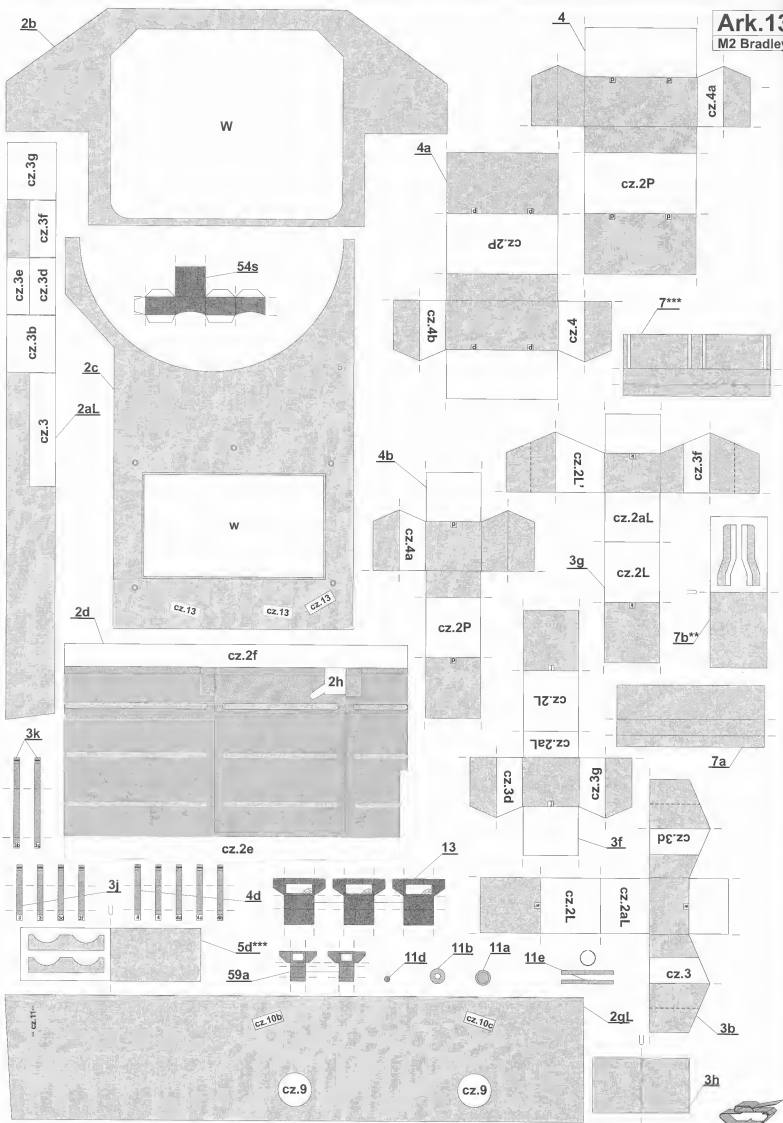 2b
4
Ark.13
M2 Bradley
cz.4a
W
4a
cz.2P
cz.3g
cz.3f
cz.2P
54s
cz.3e
cz.3d
cz.4b
cz.4
7***
cz.3b
2c
cz.3
2aL
4b
cz.2L'
cz.3f
cz.2aL
W
cz.4a
3g
cz.2L
cz.13
cz.13
cz.13
7b**
2d
cz.2P
cz.2f
2h
cz.2L
cz.2aL
7a
3k
cz.3d
cz.3g
cz.3d
cz.2e
3f
13
3j
4d
cz.2L
cz.2aL
5d***
59a
11d
11b
11a
11e
cz.3
cz.11
cz.10b
cz.10c
2gL
3b
cz.9
cz.9
3h